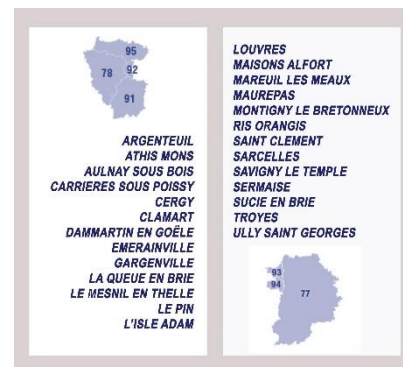 95
78 92
91
ARGENTEUIL
ATHIS MONS
AULNAY SOUS BOIS
CARRIERES SOUS POISSY
CERGY
CLAMART
DAMMARTIN EN GOËLE
EMERAINVILLE
GARGENVILLE
LA QUEUE EN BRIE
LE MESNIL EN THELLE
LE PIN
L'ISLE ADAM
LOUVRES
MAISONS ALFORT
MAREUIL LES MEAUX
MAUREPAS
MONTIGNY LE BRETONNEUX
RIS ORANGIS
SAINT CLEMENT
SARCELLES
SAVIGNY LE TEMPLE
SERMAISE
SUCIE EN BRIE
TROYES
ULLY SAINT GEORGES
93
94
77